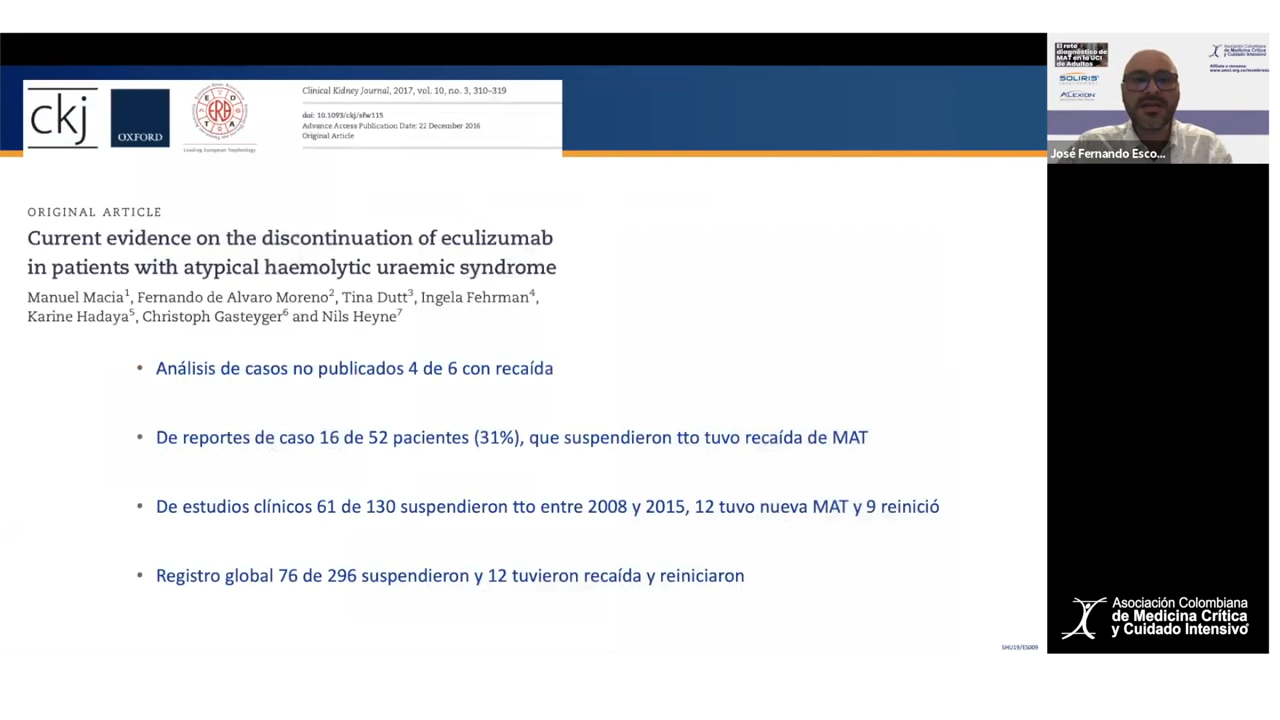 ckj
OXFORD
E D
T A
ERA
Leading European Nephrology
Clinical Kidney Journal, 2017, vol. 10, no. 3, 310–319
doi: 10.1093/ckj/sfw115
Advance Access Publication Date: 22 December 2016
Original Article
ORIGINAL ARTICLE
Current evidence on the discontinuation of eculizumab
in patients with atypical haemolytic uraemic syndrome
Manuel Macia1, Fernando de Alvaro Moreno2, Tina Dutt3, Ingela Fehrman4,
Karine Hadaya5, Christoph Gasteyger6 and Nils Heyne7
• Análisis de casos no publicados 4 de 6 con recaída
• De reportes de caso 16 de 52 pacientes (31%), que suspendieron tto tuvo recaída de MAT
• De estudios clínicos 61 de 130 suspendieron tto entre 2008 y 2015, 12 tuvo nueva MAT y 9 reinició
• Registro global 76 de 296 suspendieron y 12 tuvieron recaída y reiniciaron
SHU19/ES009
El reto
diagnóstico de
MAT en la UCI
de Adultos
SOLIRIS
ALEXION
Asociación Colombiana
de Medicina Crítica
y Cuidado Intensivo
José Fernando Esco...
Asociación Colombiana
de Medicina Crítica
y Cuidado Intensivo